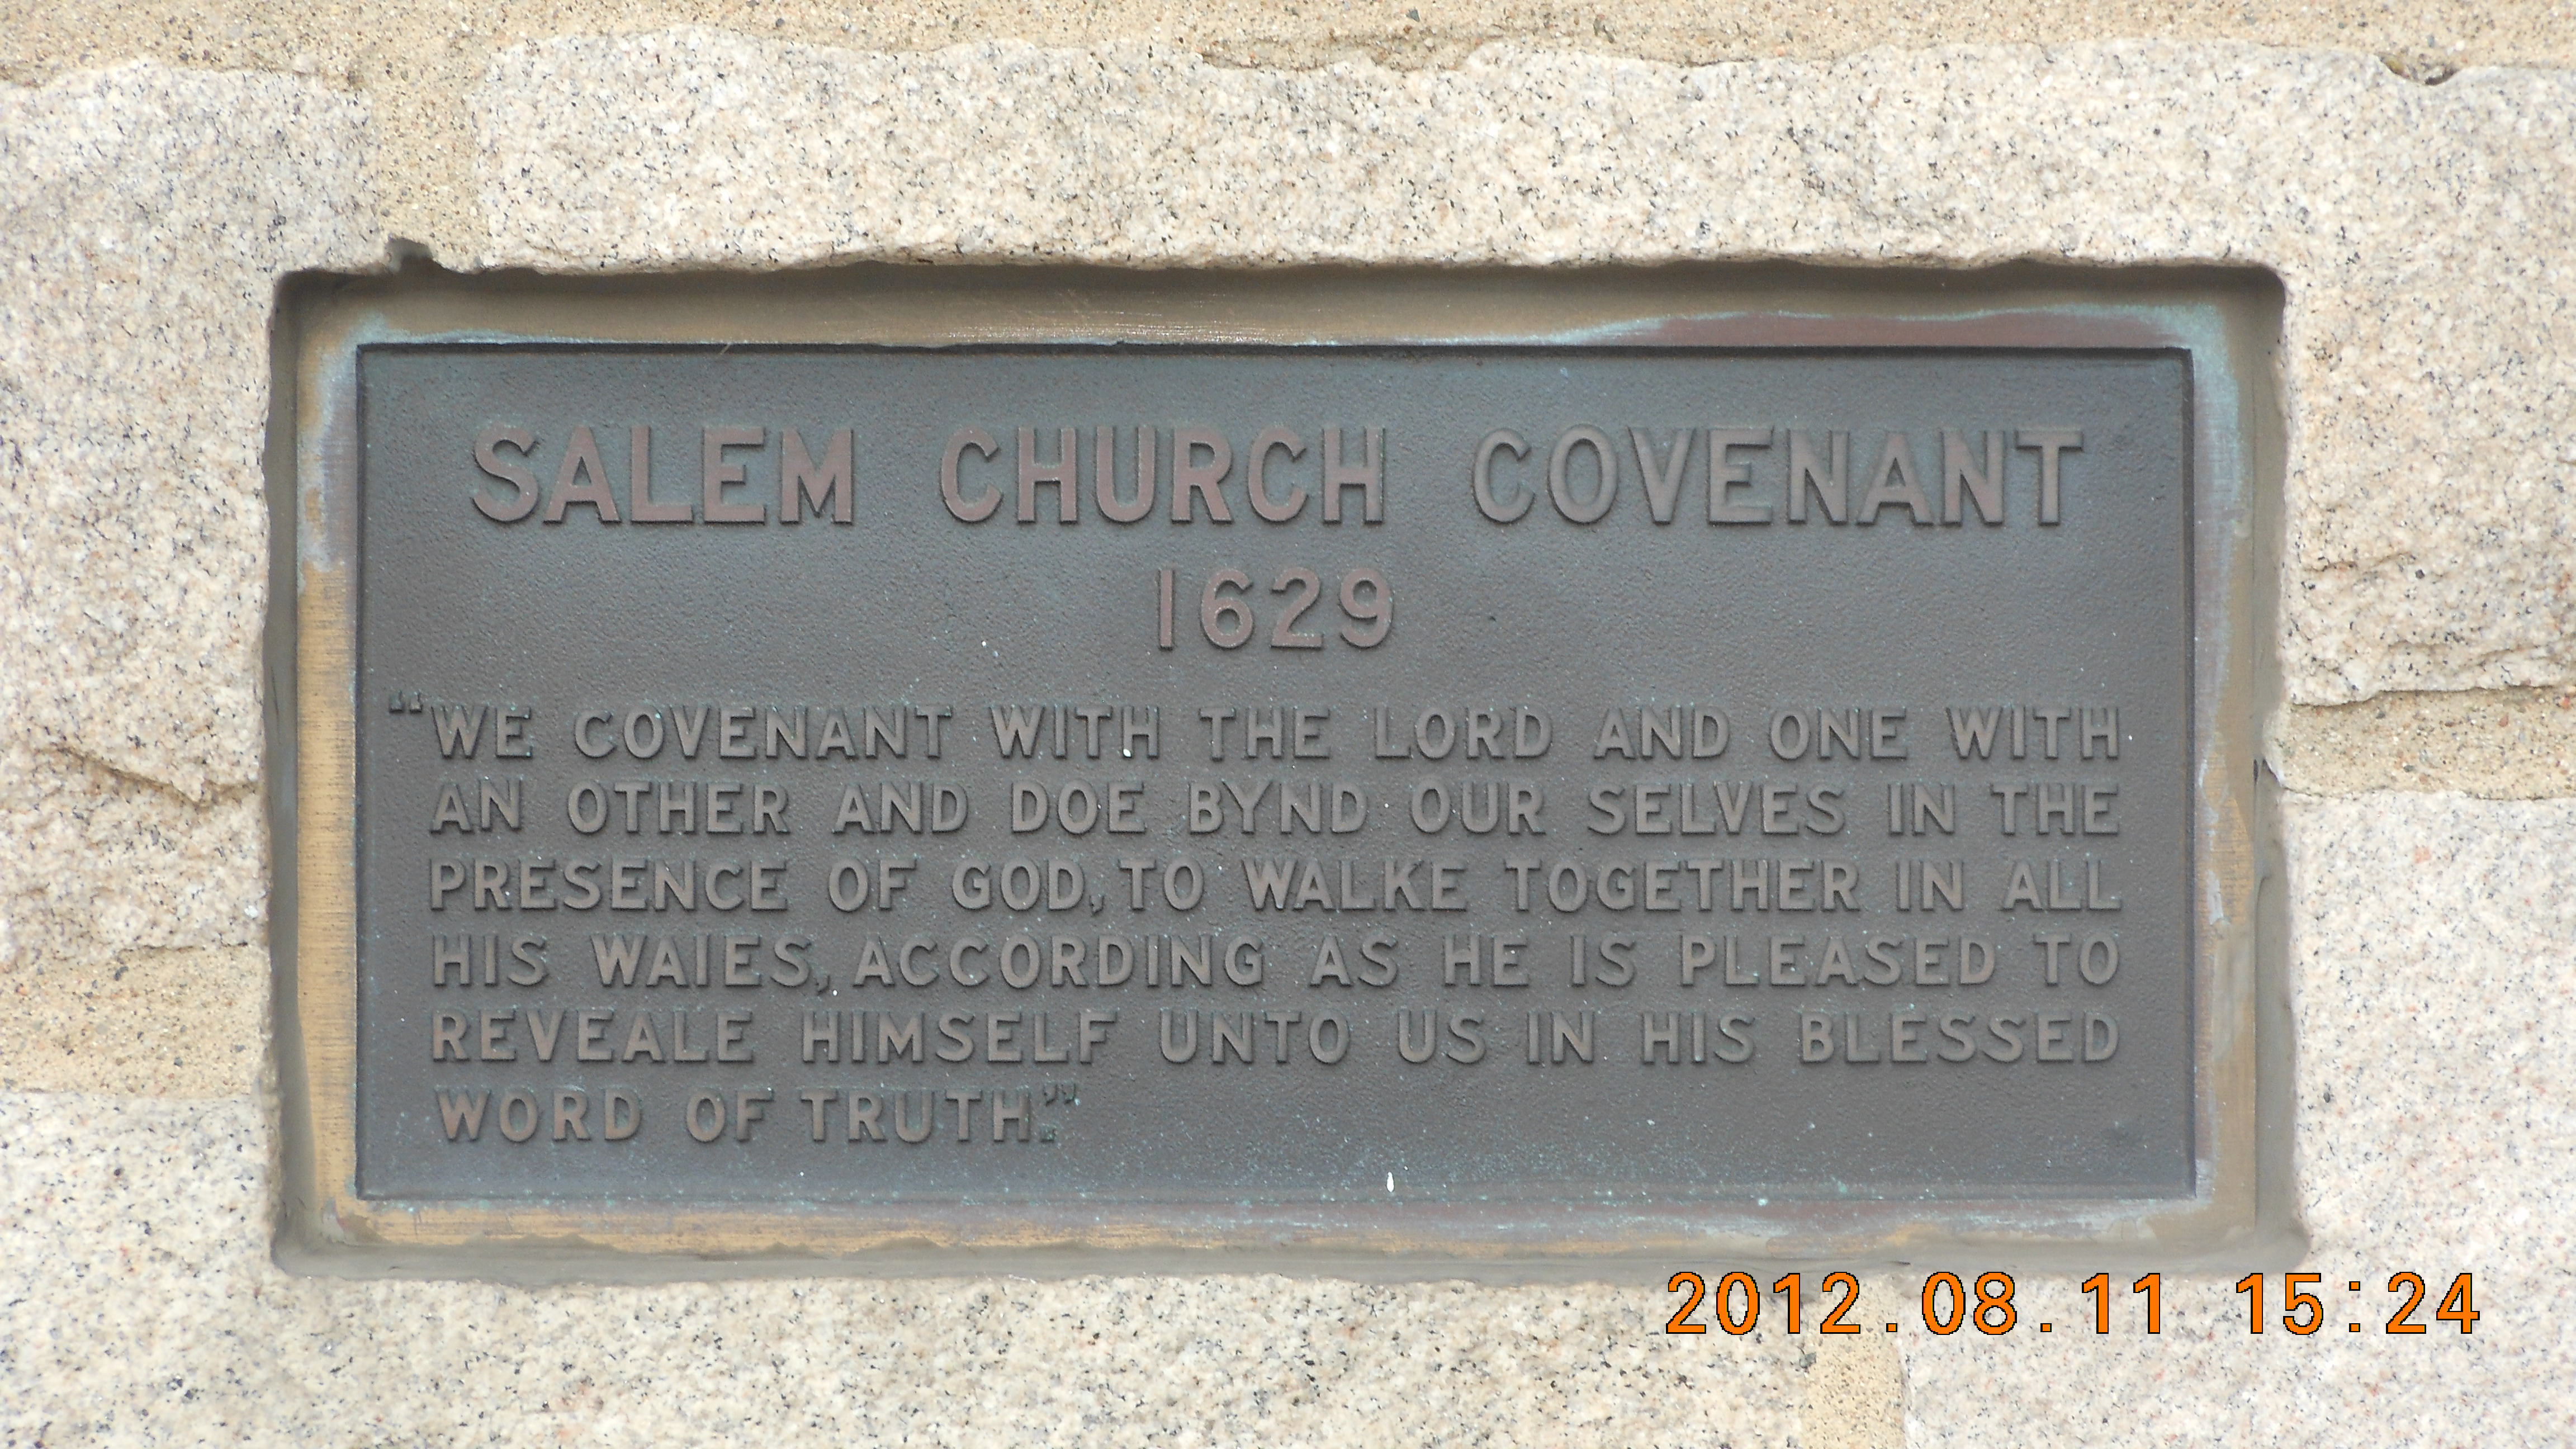 SALEM CHURCH COVENANT
1629
“WE COVENANT WITH THE LORD AND ONE WITH
AN OTHER AND DOE BYND OUR SELVES IN THE
PRESENCE OF GOD, TO WALKE TOGETHER IN ALL
HIS WAIES, ACCORDING AS HE IS PLEASED TO
REVEALE HIMSELF UNTO US IN HIS BLESSED
WORD OF TRUTH.”
2012.08.11 15:24